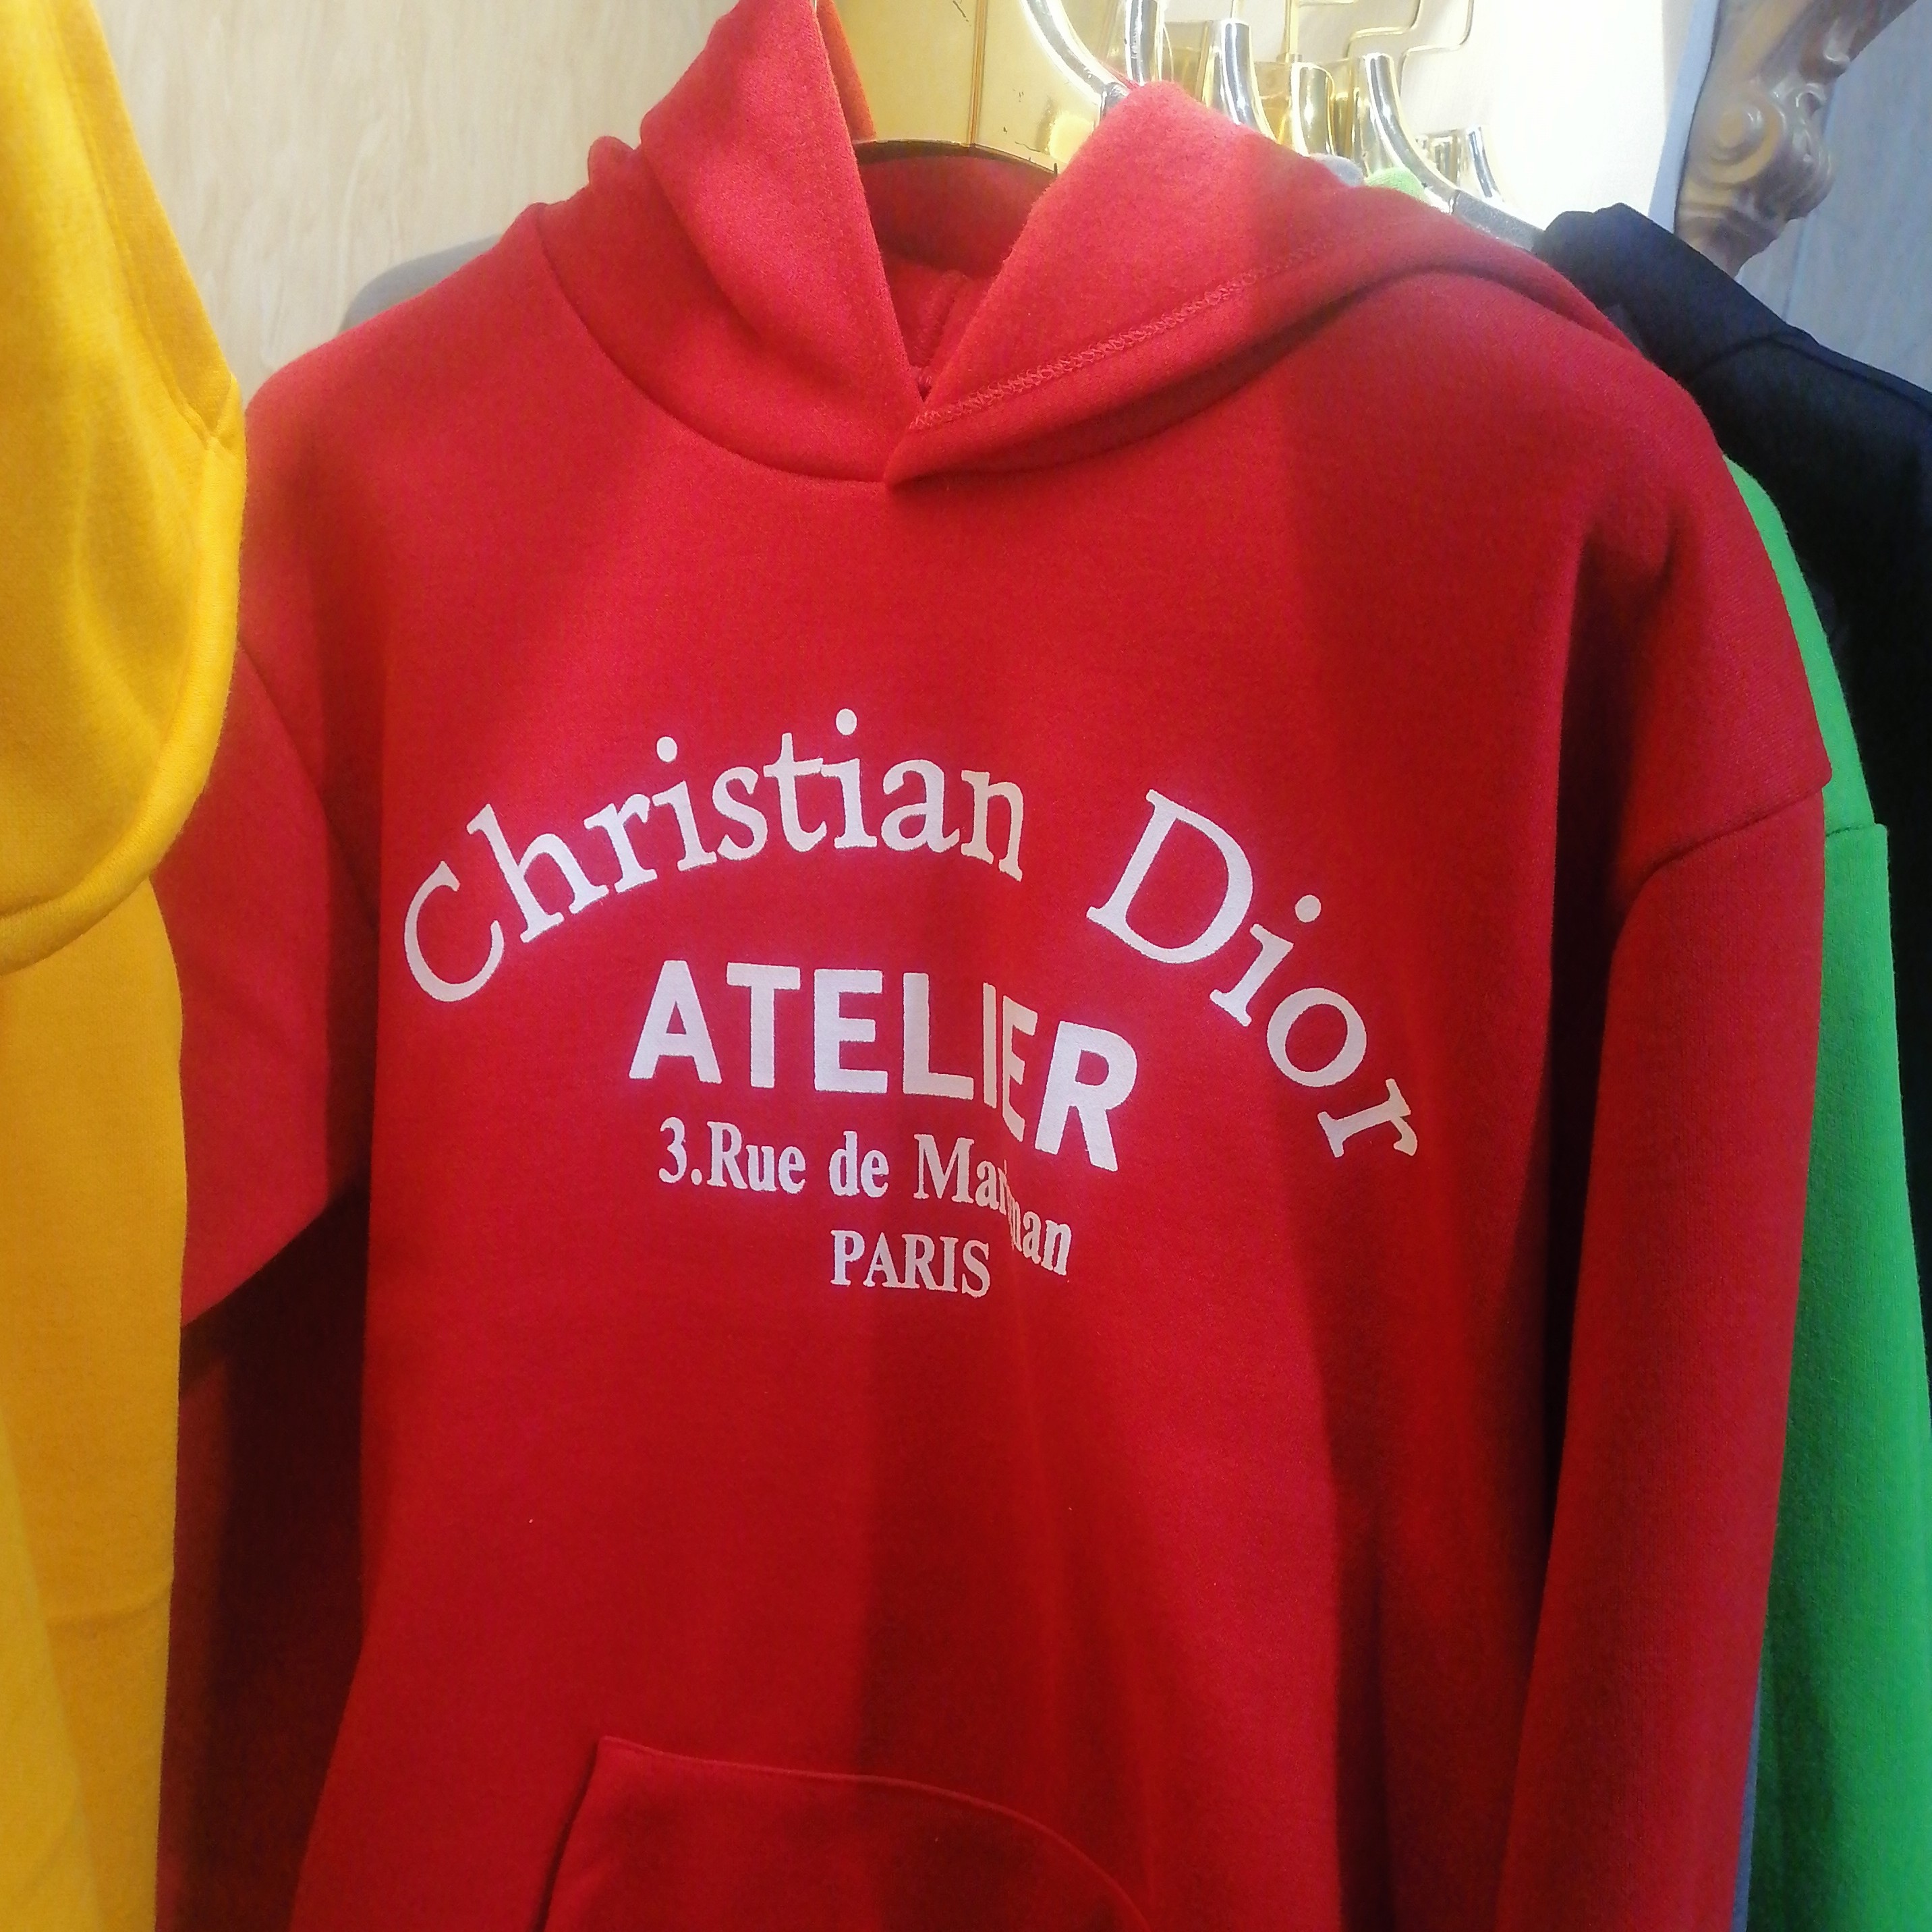 Christian Dior
ATELIER
3.Rue de
PARIS